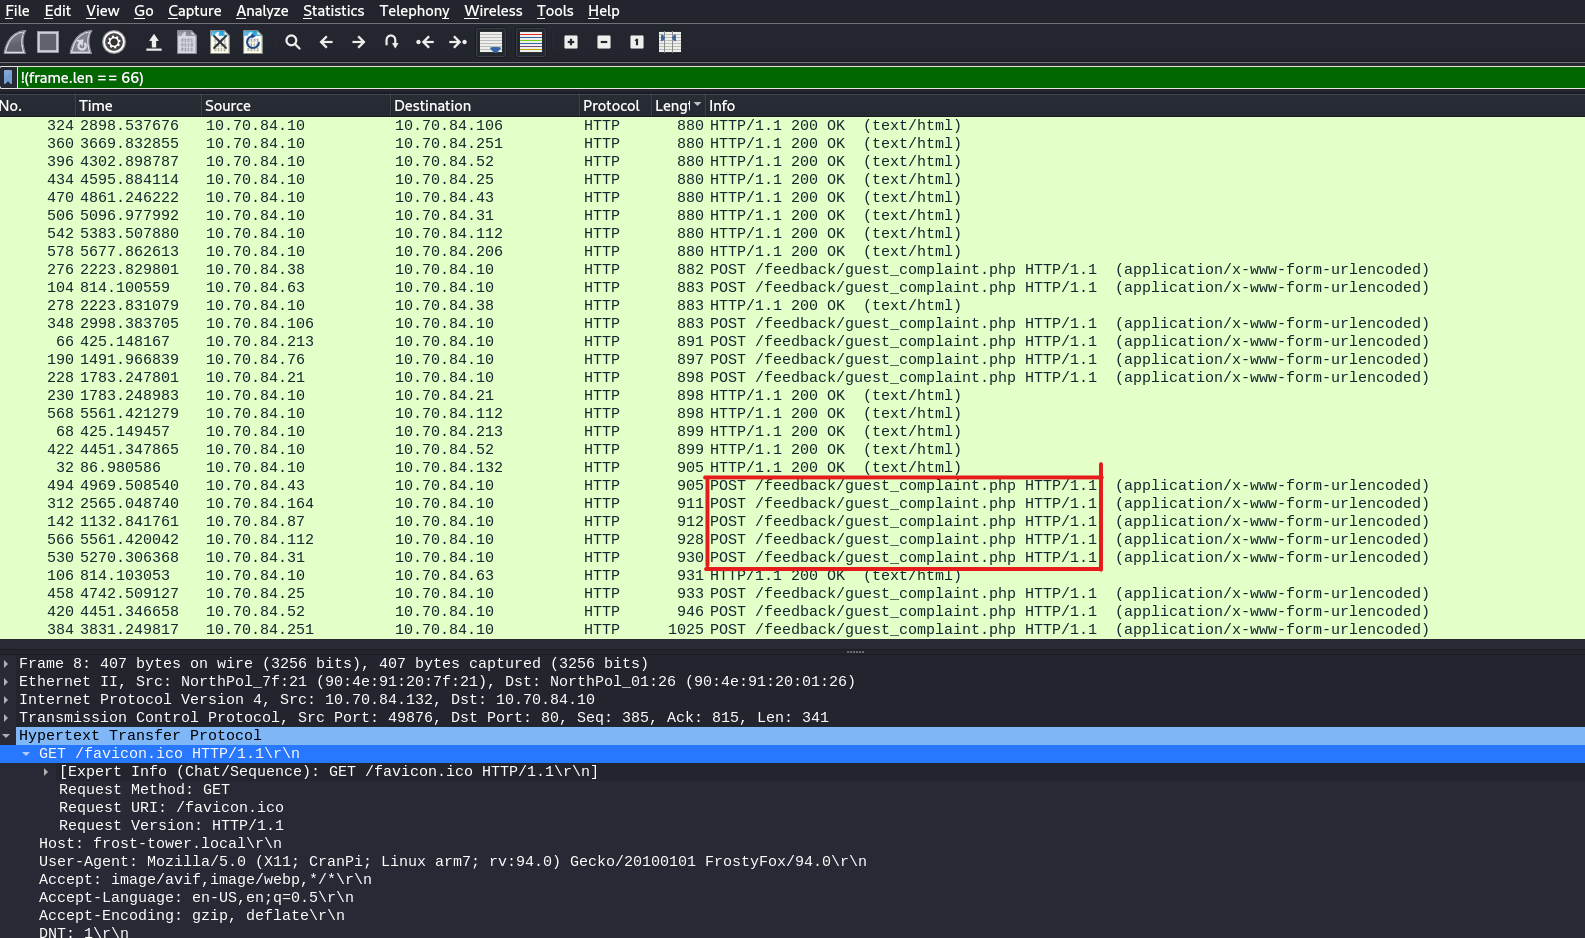 File Edit View Go Capture Analyze Statistics Telephony Wireless Tools Help
!(frame.len == 66)
No. Time Source Destination Protocol Lengt Info
324 2898.537676 10.70.84.10 10.70.84.106 HTTP 880 HTTP/1.1 200 OK (text/html)
360 3669.832855 10.70.84.10 10.70.84.251 HTTP 880 HTTP/1.1 200 OK (text/html)
396 4302.898787 10.70.84.10 10.70.84.52 HTTP 880 HTTP/1.1 200 OK (text/html)
434 4595.884114 10.70.84.10 10.70.84.25 HTTP 880 HTTP/1.1 200 OK (text/html)
470 4861.246222 10.70.84.10 10.70.84.43 HTTP 880 HTTP/1.1 200 OK (text/html)
506 5096.977992 10.70.84.10 10.70.84.31 HTTP 880 HTTP/1.1 200 OK (text/html)
542 5383.507880 10.70.84.10 10.70.84.112 HTTP 880 HTTP/1.1 200 OK (text/html)
578 5677.862613 10.70.84.10 10.70.84.206 HTTP 880 HTTP/1.1 200 OK (text/html)
276 2223.829801 10.70.84.38 10.70.84.10 HTTP 882 POST /feedback/guest_complaint.php HTTP/1.1 (application/x-www-form-urlencoded)
104 814.100559 10.70.84.63 10.70.84.10 HTTP 883 POST /feedback/guest_complaint.php HTTP/1.1 (application/x-www-form-urlencoded)
278 2223.831079 10.70.84.10 10.70.84.38 HTTP 883 HTTP/1.1 200 OK (text/html)
348 2998.383705 10.70.84.106 10.70.84.10 HTTP 883 POST /feedback/guest_complaint.php HTTP/1.1 (application/x-www-form-urlencoded)
66 425.148167 10.70.84.213 10.70.84.10 HTTP 891 POST /feedback/guest_complaint.php HTTP/1.1 (application/x-www-form-urlencoded)
190 1491.966839 10.70.84.76 10.70.84.10 HTTP 897 POST /feedback/guest_complaint.php HTTP/1.1 (application/x-www-form-urlencoded)
228 1783.247801 10.70.84.21 10.70.84.10 HTTP 898 POST /feedback/guest_complaint.php HTTP/1.1 (application/x-www-form-urlencoded)
230 1783.248983 10.70.84.10 10.70.84.21 HTTP 898 HTTP/1.1 200 OK (text/html)
568 5561.421279 10.70.84.10 10.70.84.112 HTTP 898 HTTP/1.1 200 OK (text/html)
68 425.149457 10.70.84.10 10.70.84.213 HTTP 899 HTTP/1.1 200 OK (text/html)
422 4451.347865 10.70.84.10 10.70.84.52 HTTP 899 HTTP/1.1 200 OK (text/html)
32 86.980586 10.70.84.10 10.70.84.132 HTTP 905 HTTP/1.1 200 OK (text/html)
494 4969.508540 10.70.84.43 10.70.84.10 HTTP 905 POST /feedback/guest_complaint.php HTTP/1.1 (application/x-www-form-urlencoded)
312 2565.048740 10.70.84.164 10.70.84.10 HTTP 911 POST /feedback/guest_complaint.php HTTP/1.1 (application/x-www-form-urlencoded)
142 1132.841761 10.70.84.87 10.70.84.10 HTTP 912 POST /feedback/guest_complaint.php HTTP/1.1 (application/x-www-form-urlencoded)
566 5561.420042 10.70.84.112 10.70.84.10 HTTP 928 POST /feedback/guest_complaint.php HTTP/1.1 (application/x-www-form-urlencoded)
530 5270.306368 10.70.84.31 10.70.84.10 HTTP 930 POST /feedback/guest_complaint.php HTTP/1.1 (application/x-www-form-urlencoded)
106 814.103053 10.70.84.10 10.70.84.63 HTTP 931 HTTP/1.1 200 OK (text/html)
458 4742.509127 10.70.84.25 10.70.84.10 HTTP 933 POST /feedback/guest_complaint.php HTTP/1.1 (application/x-www-form-urlencoded)
420 4451.346658 10.70.84.52 10.70.84.10 HTTP 946 POST /feedback/guest_complaint.php HTTP/1.1 (application/x-www-form-urlencoded)
384 3831.249817 10.70.84.251 10.70.84.10 HTTP 1025 POST /feedback/guest_complaint.php HTTP/1.1 (application/x-www-form-urlencoded)
Frame 8: 407 bytes on wire (3256 bits), 407 bytes captured (3256 bits)
Ethernet II, Src: NorthPol_7f:21 (90:4e:91:20:7f:21), Dst: NorthPol_01:26 (90:4e:91:20:01:26)
Internet Protocol Version 4, Src: 10.70.84.132, Dst: 10.70.84.10
Transmission Control Protocol, Src Port: 49876, Dst Port: 80, Seq: 385, Ack: 815, Len: 341
Hypertext Transfer Protocol
GET /favicon.ico HTTP/1.1\r\n
[Expert Info (Chat/Sequence): GET /favicon.ico HTTP/1.1\r\n]
Request Method: GET
Request URI: /favicon.ico
Request Version: HTTP/1.1
Host: frost-tower.local\r\n
User-Agent: Mozilla/5.0 (X11; CranPi; Linux arm7; rv:94.0) Gecko/20100101 FrostyFox/94.0\r\n
Accept: image/avif,image/webp,*/*\r\n
Accept-Language: en-US,en;q=0.5\r\n
Accept-Encoding: gzip, deflate\r\n
DNT: 1\r\n